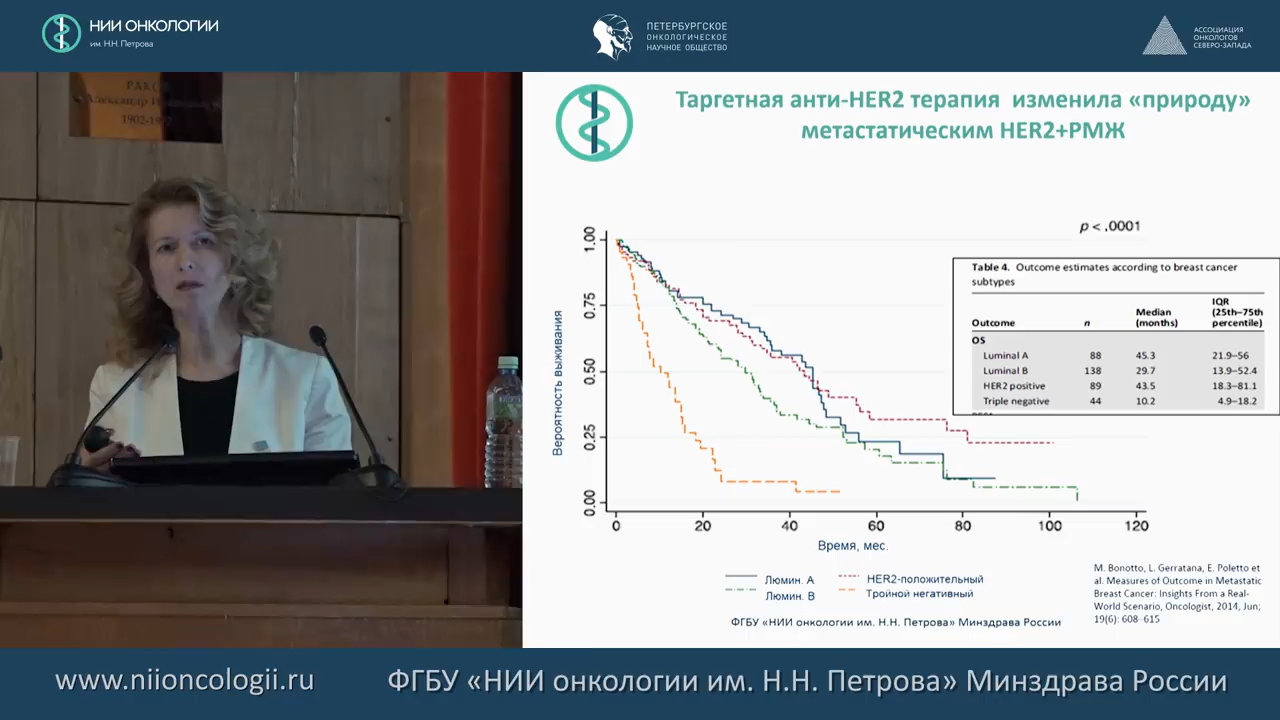 НИИ ОНКОЛОГИИ
им. Н.Н. Петрова
ПЕТЕРБУРГСКОЕ
ОНКОЛОГИЧЕСКОЕ
НАУЧНОЕ ОБЩЕСТВО
АССОЦИАЦИЯ
ОНКОЛОГОВ
СЕВЕРО-ЗАПАДА
Александр
Таргетная анти-HER2 терапия изменила «природу»
метастатическим HER2+РМЖ
p < ,0001
Table 4. Outcome estimates according to breast cancer
subtypes
Outcome n Median (months) IQR (25th–75th percentile)
OS
Luminal A 88 45.3 21.9–56
Luminal B 138 29.7 13.9–52.4
HER2 positive 89 43.5 18.3–81.1
Triple negative 44 10.2 4.9–18.2
Вероятность выживания
1.00
0.75
0.50
0.25
0.00
0 20 40 60 80 100 120
Время, мес.
Люмин. А
Люмин. В
HER2-положительный
Тройной негативный
M. Bonotto, L. Gerratana, E. Poletto et
al. Measures of Outcome in Metastatic
Breast Cancer: Insights From a Real-
World Scenario, Oncologist, 2014, Jun;
19(6): 608–615
ФГБУ «НИИ онкологии им. Н.Н. Петрова» Минздрава России
www.niioncologii.ru
ФГБУ «НИИ онкологии им. Н.Н. Петрова» Минздрава России